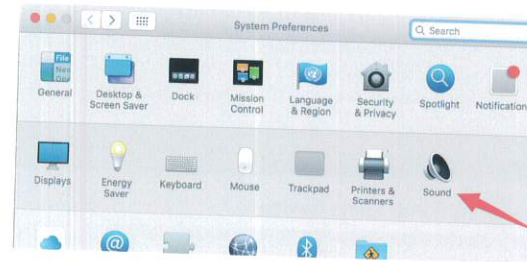 System Preferences
Search
General
Desktop &
Screen Saver
Dock
Mission
Control
Language
& Region
Security
& Privacy
Spotlight
Notification
Displays
Energy
Saver
Keyboard
Mouse
Trackpad
Printers &
Scanners
Sound